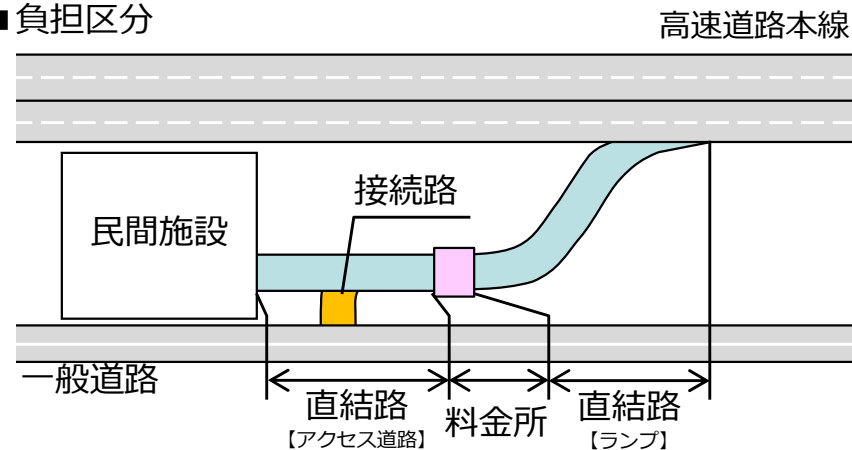 ■負担区分
高速道路本線
接続路
民間施設
一般道路
直結路
【アクセス道路】
料金所
直結路
【ランプ】